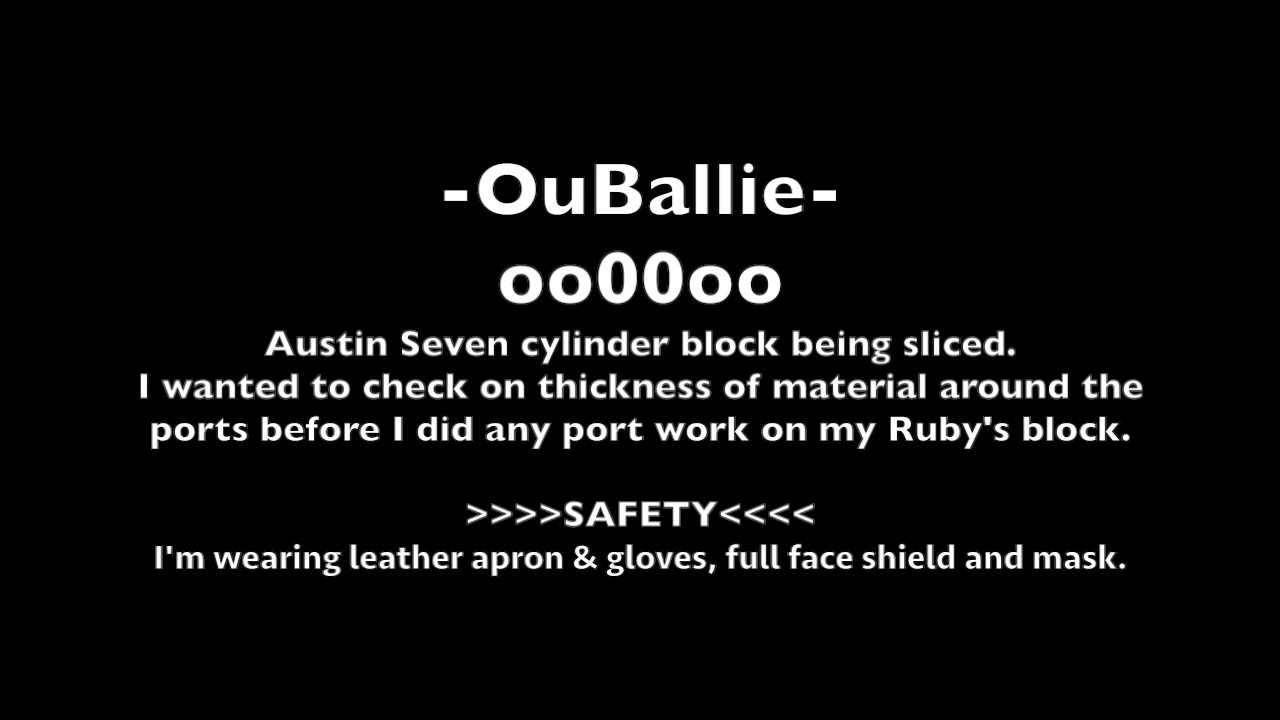 -OuBallie-
oo00oo
Austin Seven cylinder block being sliced.
I wanted to check on thickness of material around the
ports before I did any port work on my Ruby's block.
>>>>SAFETY<<<<
I'm wearing leather apron & gloves, full face shield and mask.